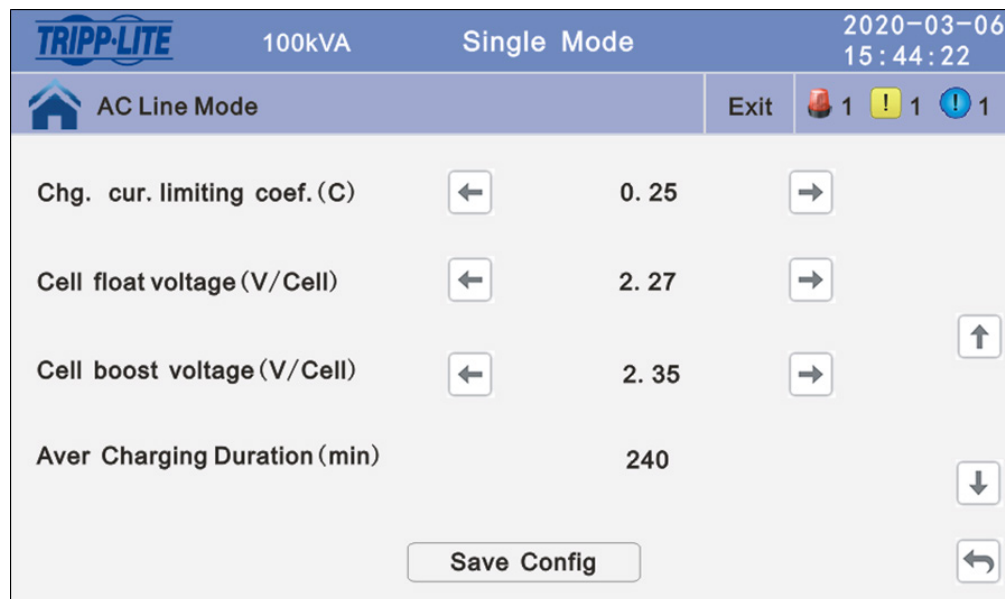 TRIPP·LITE 100kVA Single Mode 2020-03-06
15:44:22
AC Line Mode Exit 1 ! 1 ! 1
Chg. cur. limiting coef.(C) 0.25
Cell float voltage(V/Cell) 2.27
Cell boost voltage(V/Cell) 2.35
Aver Charging Duration(min) 240
Save Config